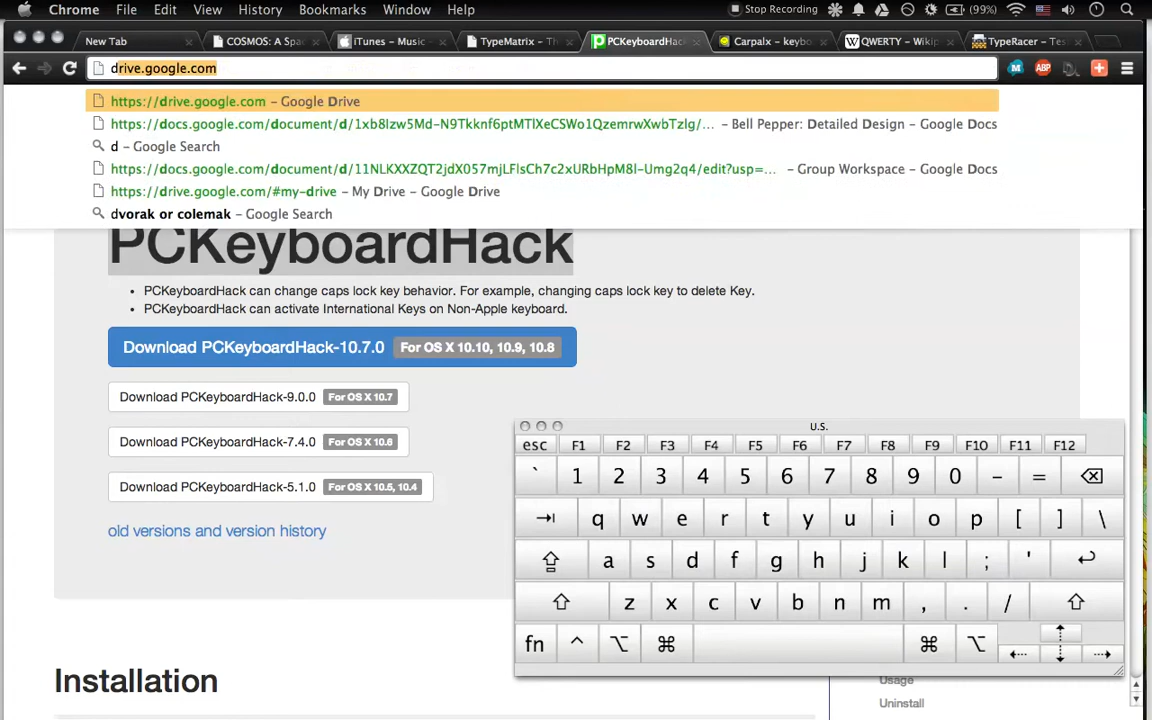 Chrome File Edit View History Bookmarks Window Help Stop Recording (99%)
New Tab COSMOS: A Spa iTunes – Music – TypeMatrix – Th PCKeyboardHac Carpalx – keybo W QWERTY – Wikip TypeRacer – Tes
drive.google.com M ABP
https://drive.google.com – Google Drive
https://docs.google.com/document/d/1xb8lzw5Md-N9Tkknf6ptMTlXeCSWo1QzemrwXwbTzlg/... – Bell Pepper: Detailed Design – Google Docs
d – Google Search
https://docs.google.com/document/d/11NLKXXZQT2jdX057mjLFlsCh7c2xURbHpM8l-Umg2q4/edit?usp=... – Group Workspace – Google Docs
https://drive.google.com/#my-drive – My Drive – Google Drive
dvorak or colemak – Google Search
PCKeyboardHack
• PCKeyboardHack can change caps lock key behavior. For example, changing caps lock key to delete Key.
• PCKeyboardHack can activate International Keys on Non-Apple keyboard.
Download PCKeyboardHack-10.7.0 For OS X 10.10, 10.9, 10.8
Download PCKeyboardHack-9.0.0 For OS X 10.7
Download PCKeyboardHack-7.4.0 For OS X 10.6
Download PCKeyboardHack-5.1.0 For OS X 10.5, 10.4
old versions and version history
U.S.
esc F1 F2 F3 F4 F5 F6 F7 F8 F9 F10 F11 F12
` 1 2 3 4 5 6 7 8 9 0 - = ⌫
⇥ q w e r t y u i o p [ ] \
⇪ a s d f g h j k l ; ' ↩
⇧ z x c v b n m , . / ⇧
fn ^ ⌥ ⌘ ⌘ ⌥ ⇠ ⇡ ⇣ ⇢
Installation
Usage
Uninstall